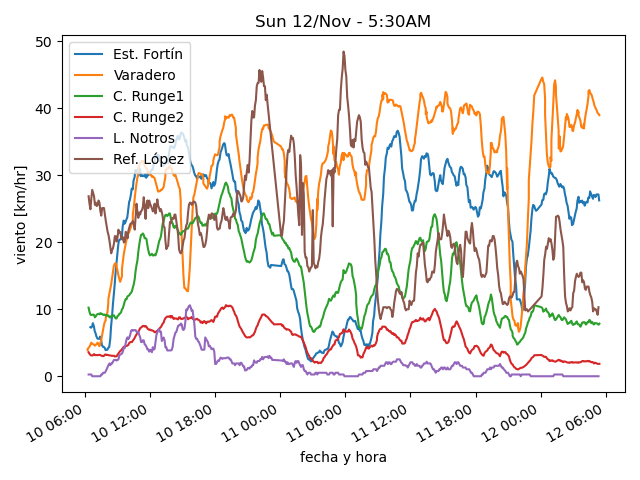 Sun 12/Nov - 5:30AM
Est. Fortín
Varadero
C. Runge1
C. Runge2
L. Notros
Ref. López
viento [km/hr]
50
40
30
20
10
0
10 06:00
10 12:00
10 18:00
11 00:00
11 06:00
11 12:00
11 18:00
12 00:00
12 06:00
fecha y hora